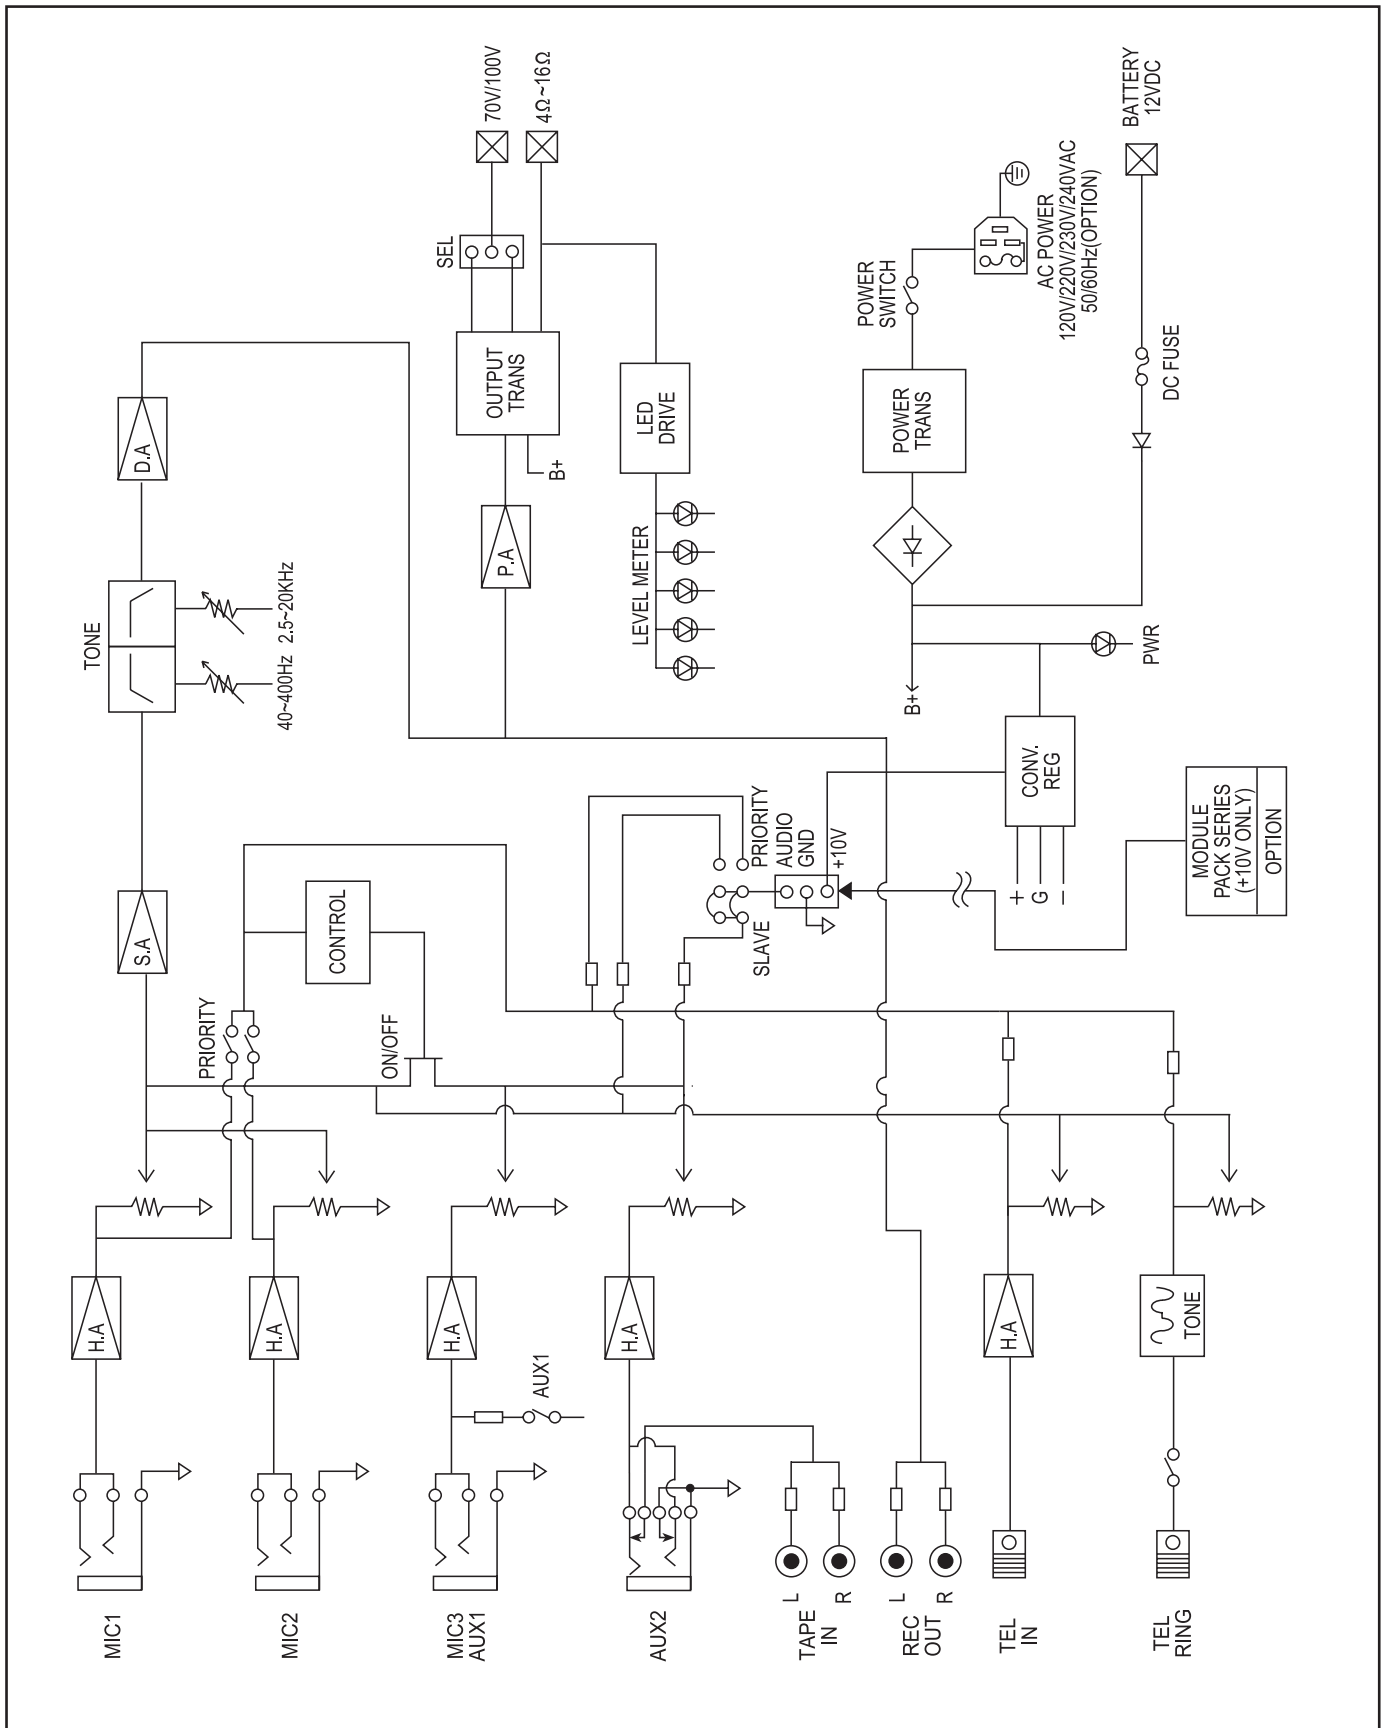 MIC1
MIC2
MIC3
AUX1
AUX2
L
R
TAPE
IN
L
R
REC
OUT
TEL
IN
TEL
RING
H.A
H.A
H.A
AUX1
H.A
H.A
TONE
PRIORITY
CONTROL
ON/OFF
S.A
TONE
40~400Hz
2.5~20KHz
D.A
SLAVE
PRIORITY
AUDIO
GND
+10V
P.A
OUTPUT
TRANS
B+
SEL
70V/100V
4Ω~16Ω
LED
DRIVE
LEVEL METER
CONV.
REG
+
G
−
B+
PWR
POWER
TRANS
POWER
SWITCH
AC POWER
120V/220V/230V/240VAC
50/60Hz(OPTION)
DC FUSE
BATTERY
12VDC
MODULE
PACK SERIES
(+10V ONLY)
OPTION